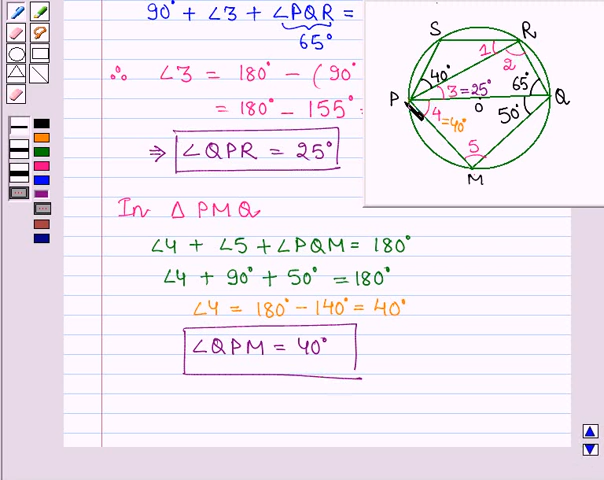 90° + ∠3 + ∠PQR =
65°
∴ ∠3 = 180° - (90°
= 180° - 155° =
⇒ ∠QPR = 25°
In Δ PMQ
∠4 + ∠5 + ∠PQM = 180°
∠4 + 90° + 50° = 180°
∠4 = 180° - 140° = 40°
∠QPM = 40°
S R
1 2
40° 65°
P 3=25° O Q
4=40° 50°
5
M